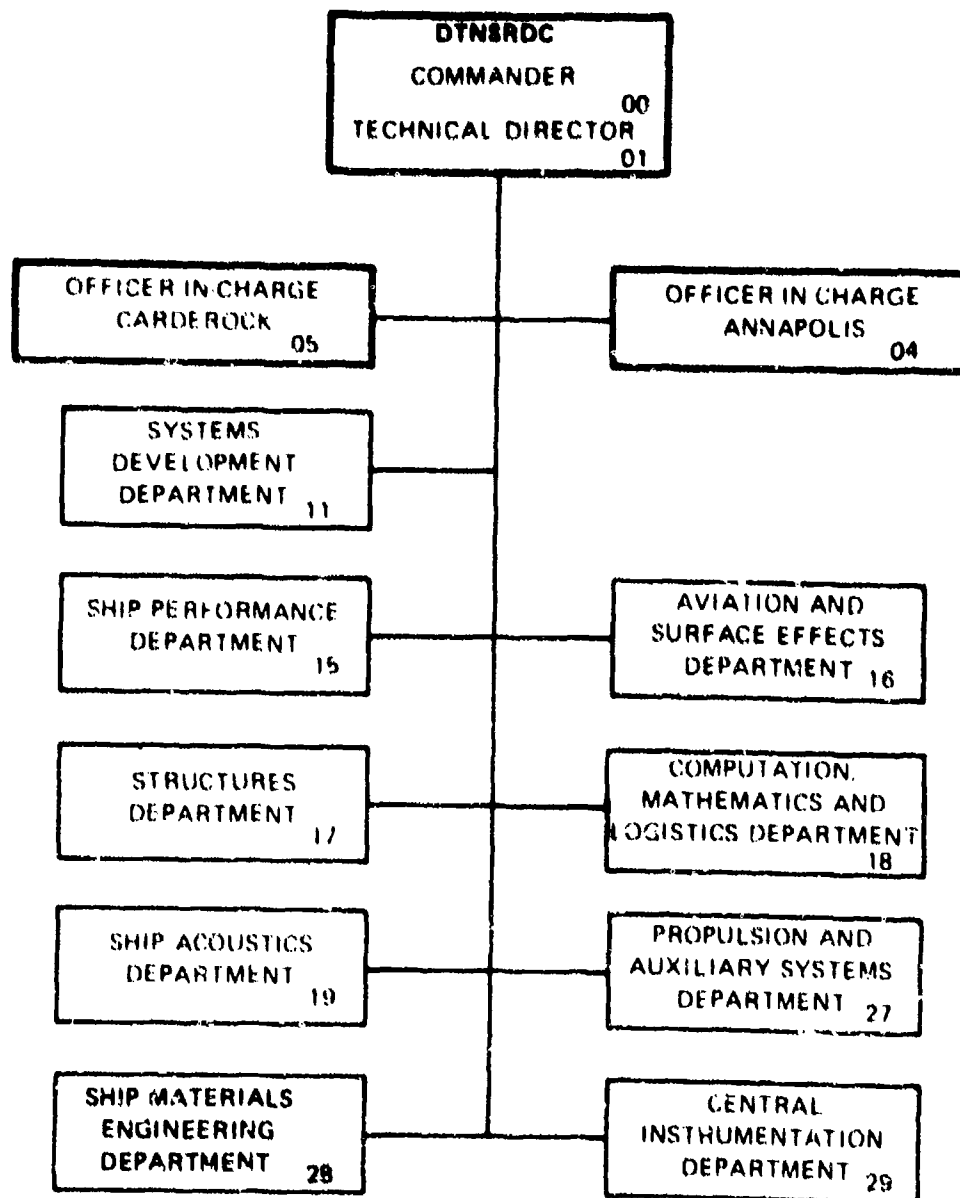 DTNSRDC
COMMANDER
00
TECHNICAL DIRECTOR
01
OFFICER IN-CHARGE
CARDEROCK
05
OFFICER IN CHARGE
ANNAPOLIS
04
SYSTEMS
DEVELOPMENT
DEPARTMENT
11
SHIP PERFORMANCE
DEPARTMENT
15
AVIATION AND
SURFACE EFFECTS
DEPARTMENT
16
STRUCTURES
DEPARTMENT
17
COMPUTATION,
MATHEMATICS AND
LOGISTICS DEPARTMENT
18
SHIP ACOUSTICS
DEPARTMENT
19
PROPULSION AND
AUXILIARY SYSTEMS
DEPARTMENT
27
SHIP MATERIALS
ENGINEERING
DEPARTMENT
28
CENTRAL
INSTRUMENTATION
DEPARTMENT
29